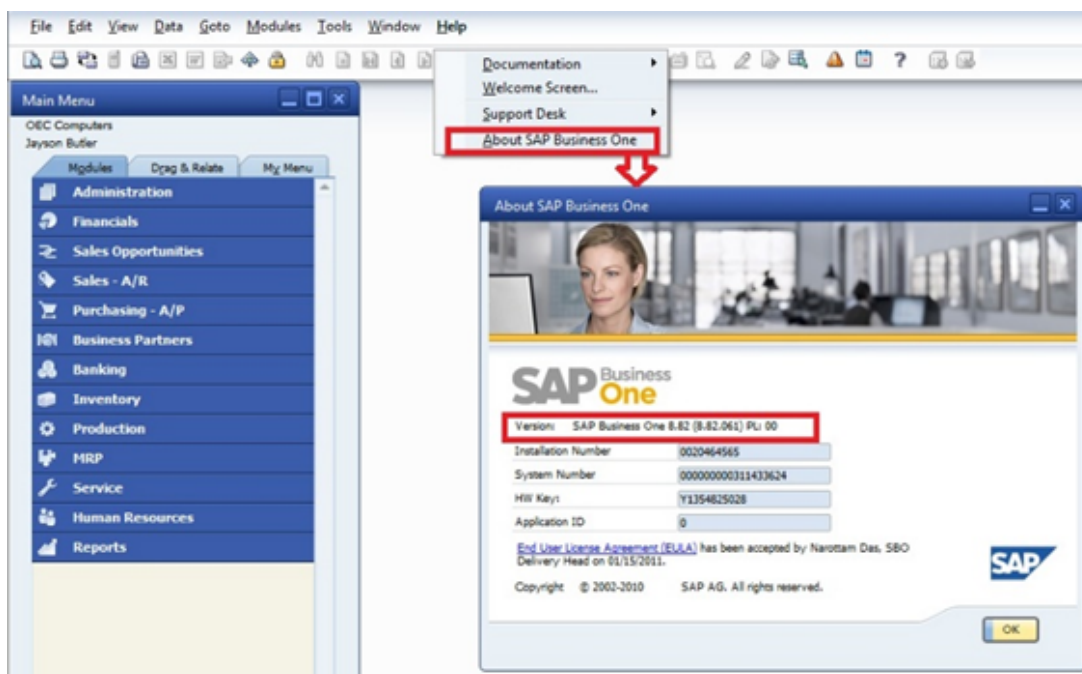 File Edit View Data Goto Modules Tools Window Help
Documentation
Welcome Screen...
Support Desk
About SAP Business One
Main Menu
OEC Computers
Jayson Butler
Modules Drag & Relate My Menu
Administration
Financials
Sales Opportunities
Sales - A/R
Purchasing - A/P
Business Partners
Banking
Inventory
Production
MRP
Service
Human Resources
Reports
About SAP Business One
SAP Business One
Version: SAP Business One 8.82 (8.82.061) PL: 00
Installation Number 0020464565
System Number 000000000311433624
HW Key: Y1354825028
Application ID 0
End User License Agreement (EULA) has been accepted by Narottam Das, SBO
Delivery Head on 01/15/2011.
Copyright © 2002-2010 SAP AG. All rights reserved.
SAP
OK